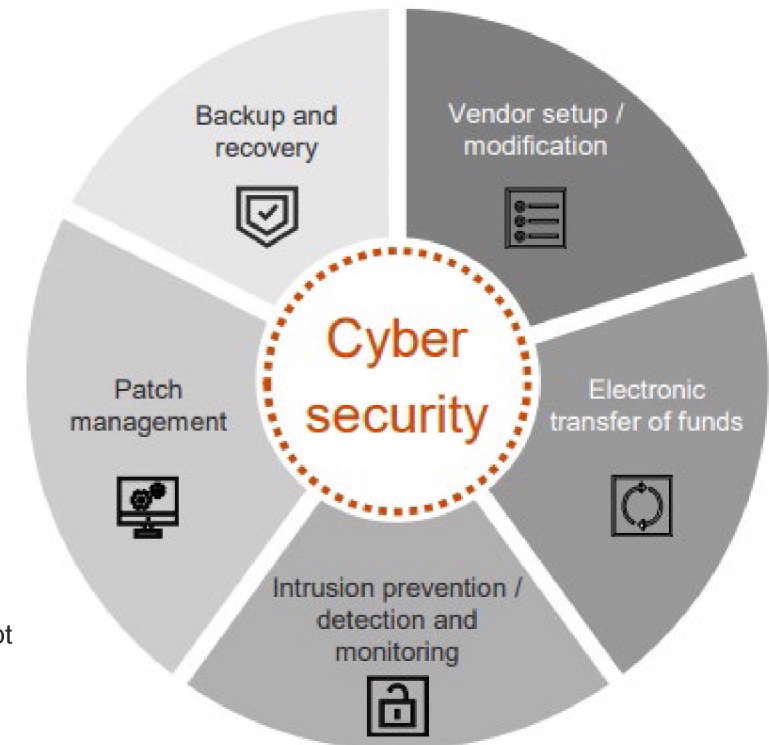 Backup and
recovery
Vendor setup /
modification
Cyber
security
Patch
management
Electronic
transfer of funds
Intrusion prevention /
detection and
monitoring